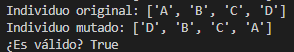 Individuo original: ['A', 'B', 'C', 'D']
Individuo mutado: ['D', 'B', 'C', 'A']
¿Es válido? True